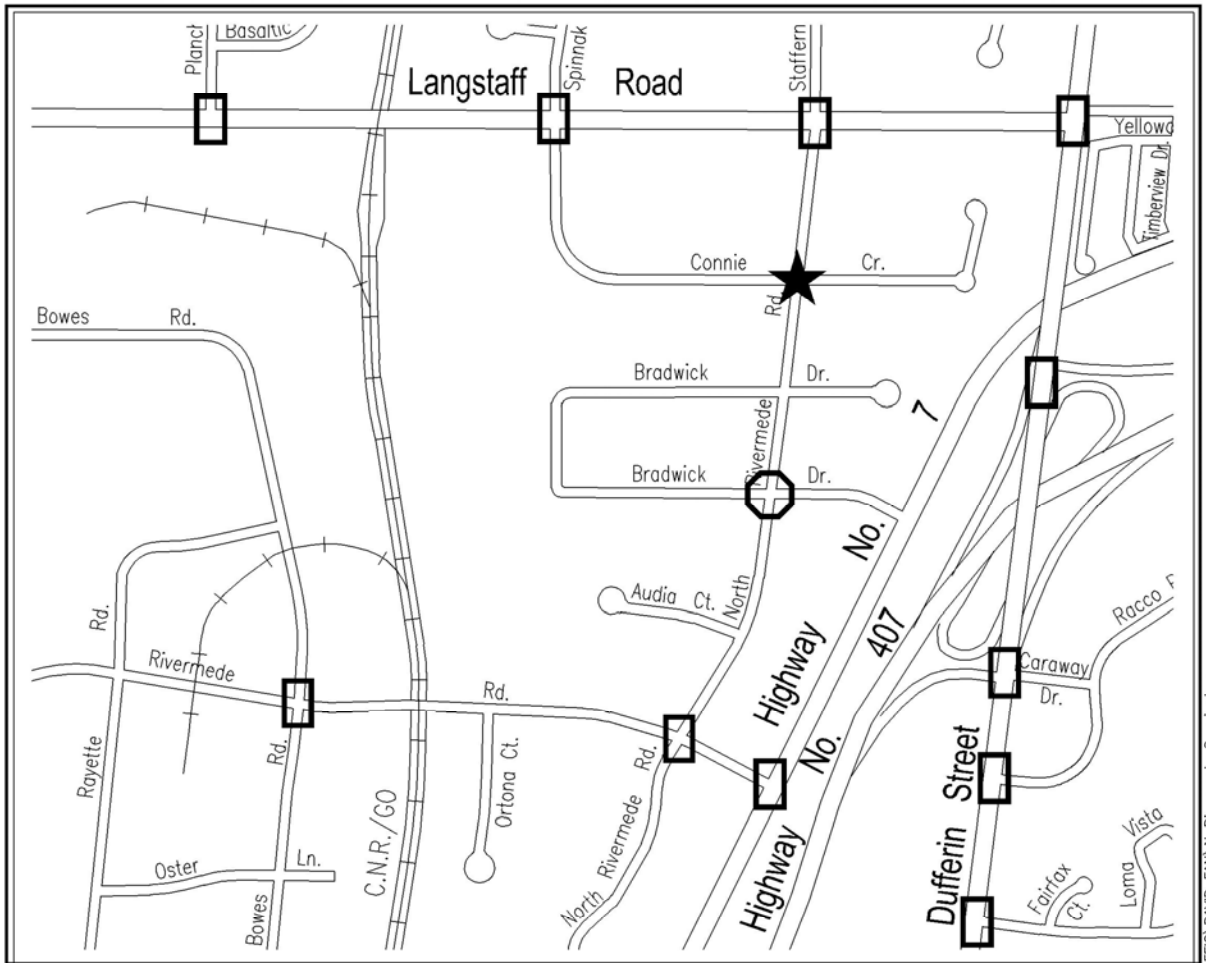 Planch
Basaltic
Langstaff
Spinnak
Road
Staffern
Yellowo
Timberview Dr.
Connie
Cr.
Rd.
Bowes
Rd.
Bradwick
Dr.
7
Rivermede
Bradwick
Dr.
No.
Audia Ct.
North
407
Rd.
Rivermede
Rd.
Highway
No.
Racco
Caraway
Dr.
Rayette
Rd.
Ortona Ct.
Rd.
North Rivermede
Highway
Dufferin Street
C.N.R./GO
Oster
Ln.
Bowes
Fairfax
Ct.
Loma
Vista